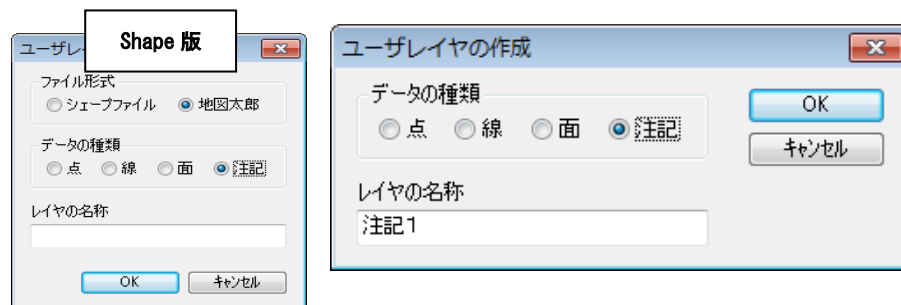 Shape 版
ユーザレ
ファイル形式
シェープファイル 地図太郎
データの種類
点 線 面 注記
レイヤの名称
OK キャンセル
ユーザレイヤの作成
データの種類
点 線 面 注記
OK
キャンセル
レイヤの名称
注記1